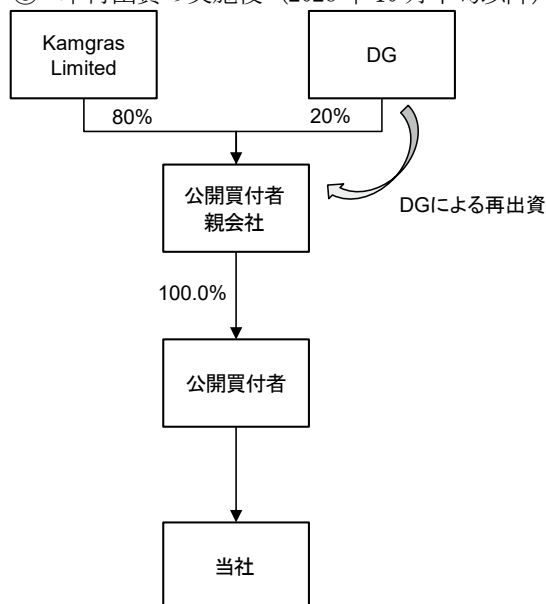 Kamgras
Limited
DG
80%
20%
公開買付者
親会社
DGによる再出資
100.0%
公開買付者
当社